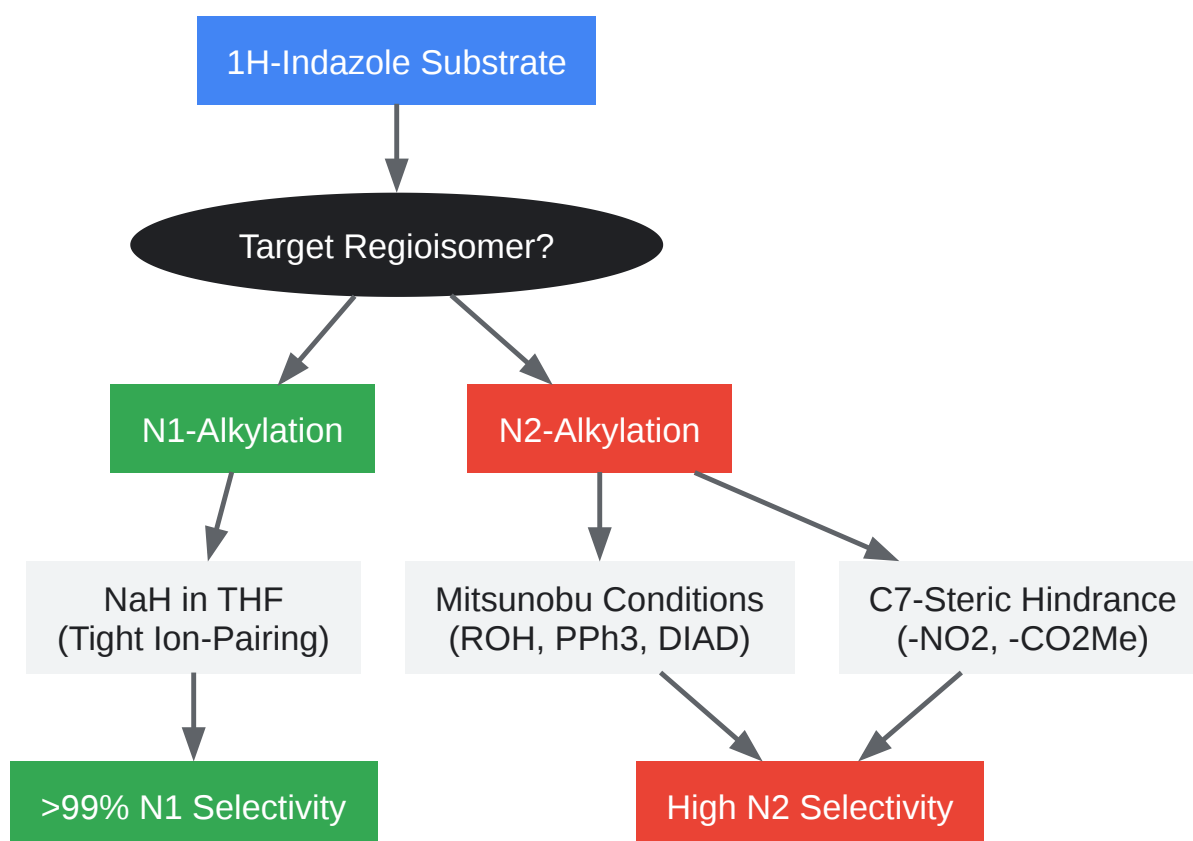 1H-Indazole Substrate
Target Regioisomer?
N1-Alkylation
N2-Alkylation
NaH in THF
(Tight Ion-Pairing)
Mitsunobu Conditions
(ROH, PPh3, DIAD)
C7-Steric Hindrance
(-NO2, -CO2Me)
>99% N1 Selectivity
High N2 Selectivity